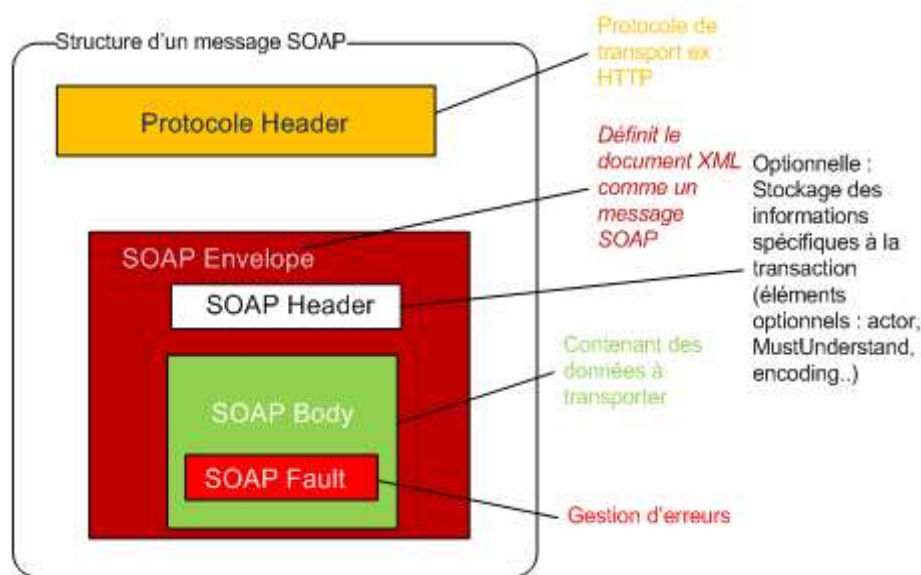 Structure d'un message SOAP
Protocole Header
SOAP Envelope
SOAP Header
SOAP Body
SOAP Fault
Protocole de
transport ex :
HTTP
Définit le
document XML
comme un
message
SOAP
Optionnelle :
Stockage des
informations
spécifiques à la
transaction
(éléments
optionnels : actor,
MustUnderstand,
encoding..)
Contenant des
données à
transporter
Gestion d'erreurs